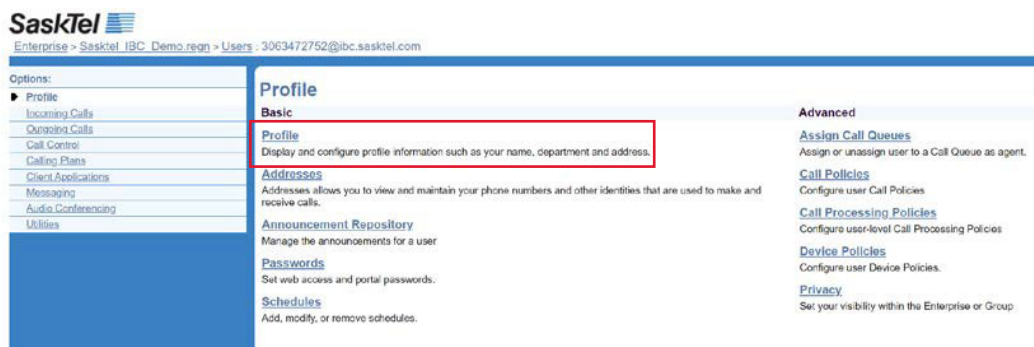 SaskTel
Enterprise > Sasktel_IBC_Demo.regn > Users : 3063472752@ibc.sasktel.com
Options:
Profile
Incoming Calls
Outgoing Calls
Call Control
Calling Plans
Client Applications
Messaging
Audio Conferencing
Utilities
Profile
Basic
Profile
Display and configure profile information such as your name, department and address.
Addresses
Addresses allows you to view and maintain your phone numbers and other identities that are used to make and
receive calls.
Announcement Repository
Manage the announcements for a user
Passwords
Set web access and portal passwords.
Schedules
Add, modify, or remove schedules.
Advanced
Assign Call Queues
Assign or unassign user to a Call Queue as agent.
Call Policies
Configure user Call Policies
Call Processing Policies
Configure user-level Call Processing Policies
Device Policies
Configure user Device Policies.
Privacy
Set your visibility within the Enterprise or Group